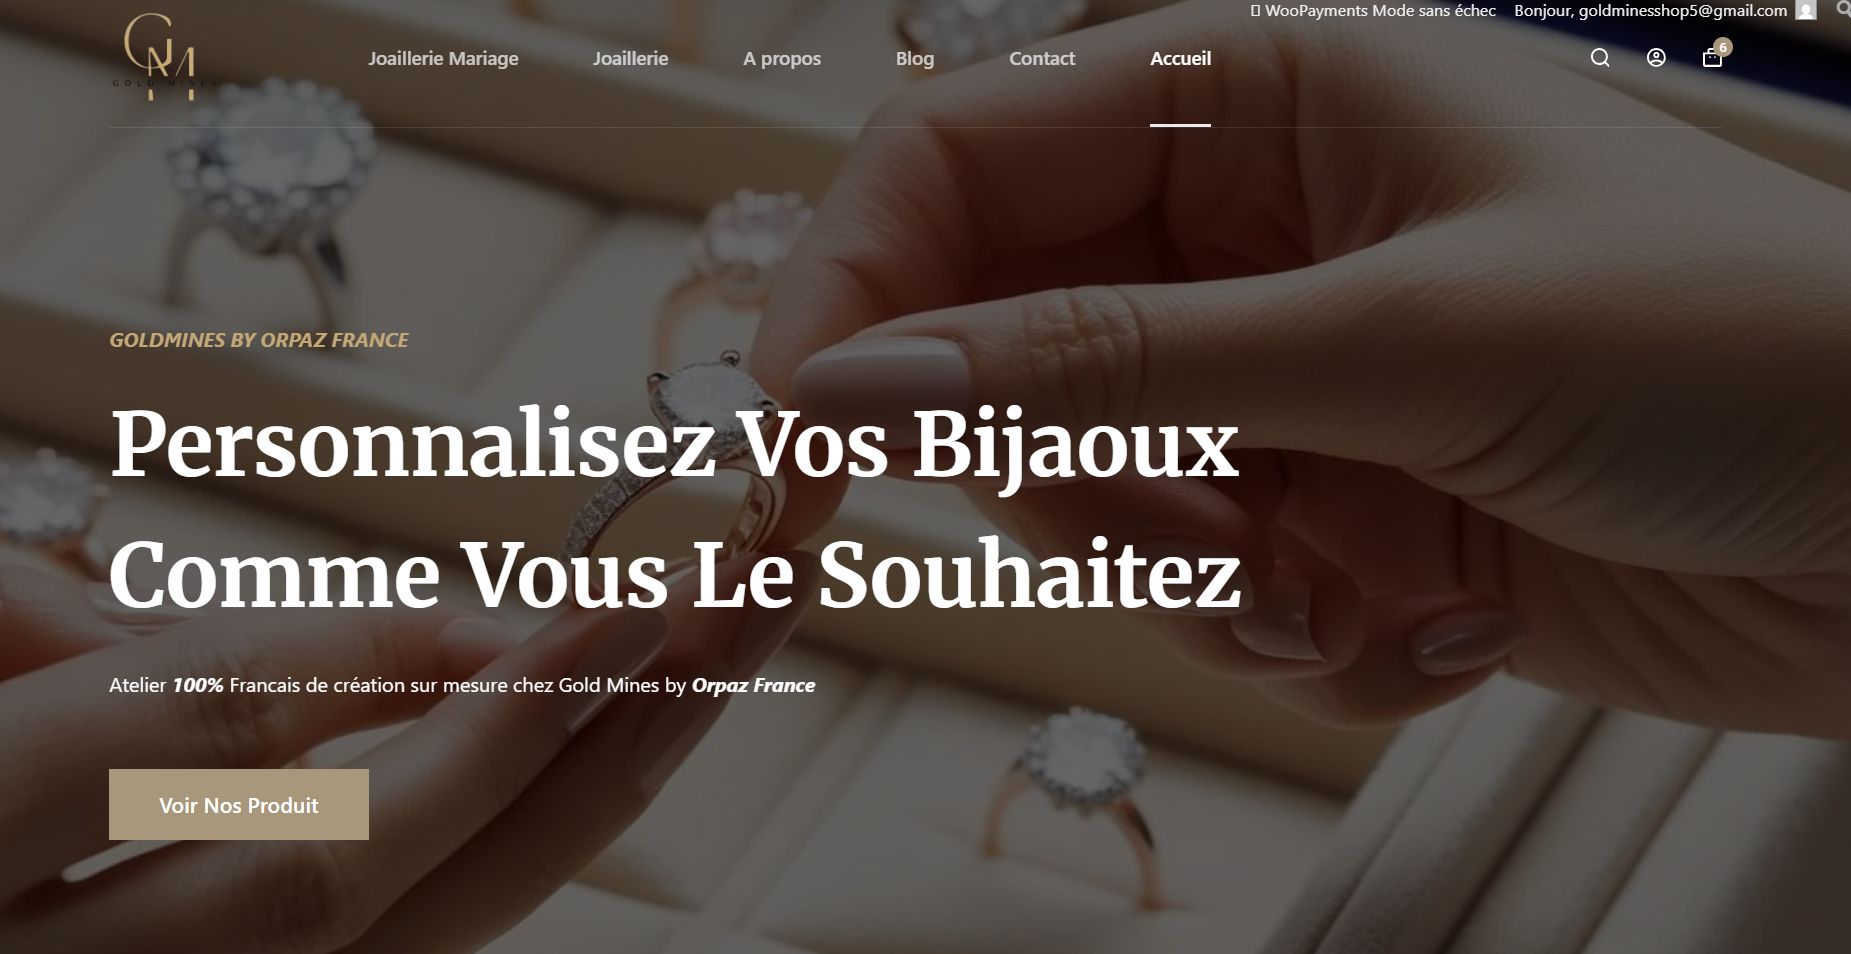 WooPayments Mode sans échec Bonjour, goldminesshop5@gmail.com
GM
GOLD MINES
Joaillerie Mariage Joaillerie A propos Blog Contact Accueil 6
GOLDMINES BY ORPAZ FRANCE
Personnalisez Vos Bijaoux
Comme Vous Le Souhaitez
Atelier 100% Francais de création sur mesure chez Gold Mines by Orpaz France
Voir Nos Produit